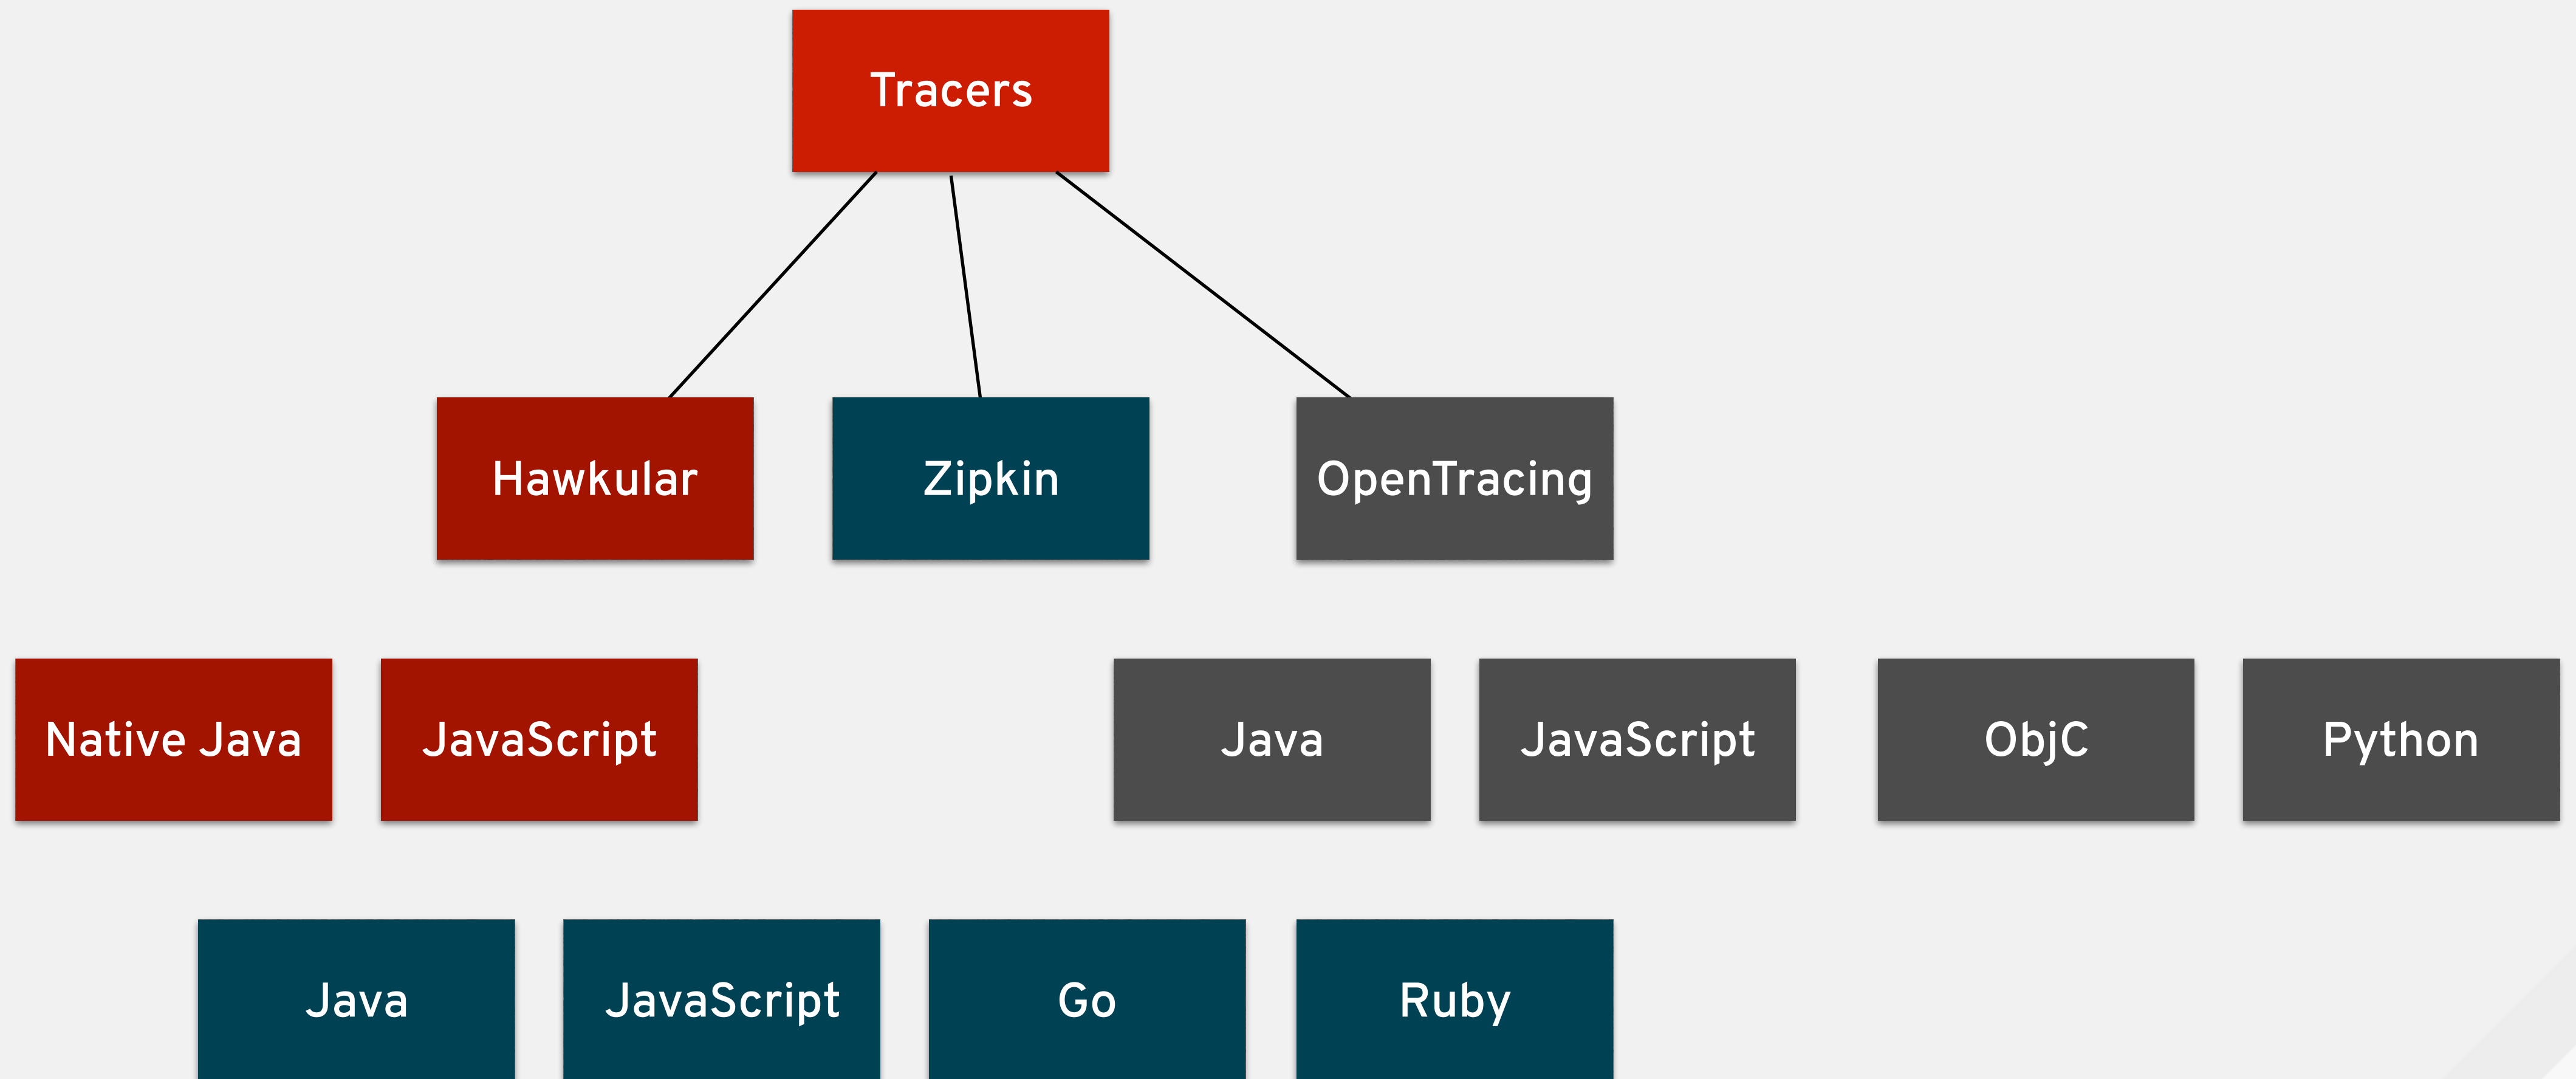 Tracers
Hawkular
Zipkin
OpenTracing
Native Java
JavaScript
Java
JavaScript
ObjC
Python
Java
JavaScript
Go
Ruby